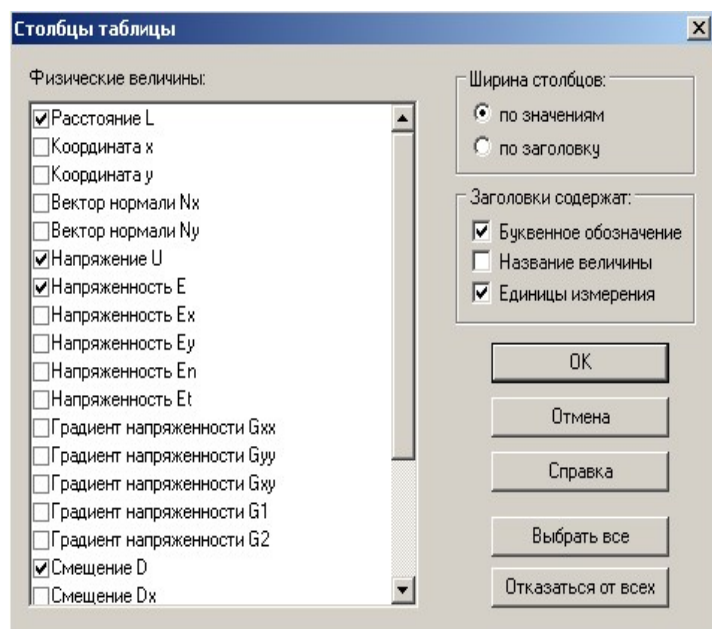 Столбцы таблицы
Физические величины:
Расстояние L
Координата x
Координата y
Вектор нормали Nx
Вектор нормали Ny
Напряжение U
Напряженность E
Напряженность Ex
Напряженность Ey
Напряженность En
Напряженность Et
Градиент напряженности Gxx
Градиент напряженности Gyy
Градиент напряженности Gxy
Градиент напряженности G1
Градиент напряженности G2
Смещение D
Смещение Dx
Ширина столбцов:
по значениям
по заголовку
Заголовки содержат:
Буквенное обозначение
Название величины
Единицы измерения
OK
Отмена
Справка
Выбрать все
Отказаться от всех